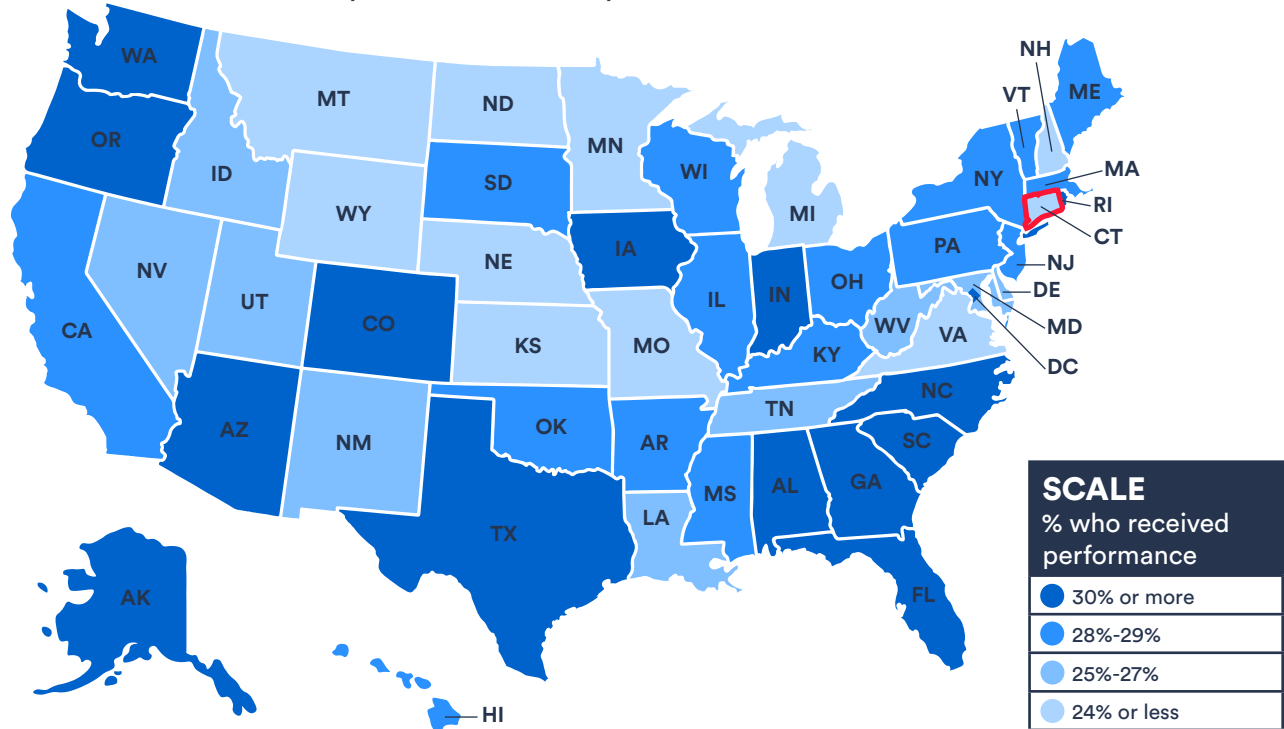 WA
NH
ME
VT
MT
ND
OR
MN
MA
ID
WI
NY
SD
RI
WY
MI
CT
IA
PA
NE
NJ
NV
OH
DE
UT
IL
IN
MD
CO
WV
CA
VA
KS
MO
KY
DC
NC
TN
OK
AZ
AR
SC
NM
GA
AL
MS
LA
TX
AK
FL
HI
SCALE
% who received
performance
30% or more
28%-29%
25%-27%
24% or less